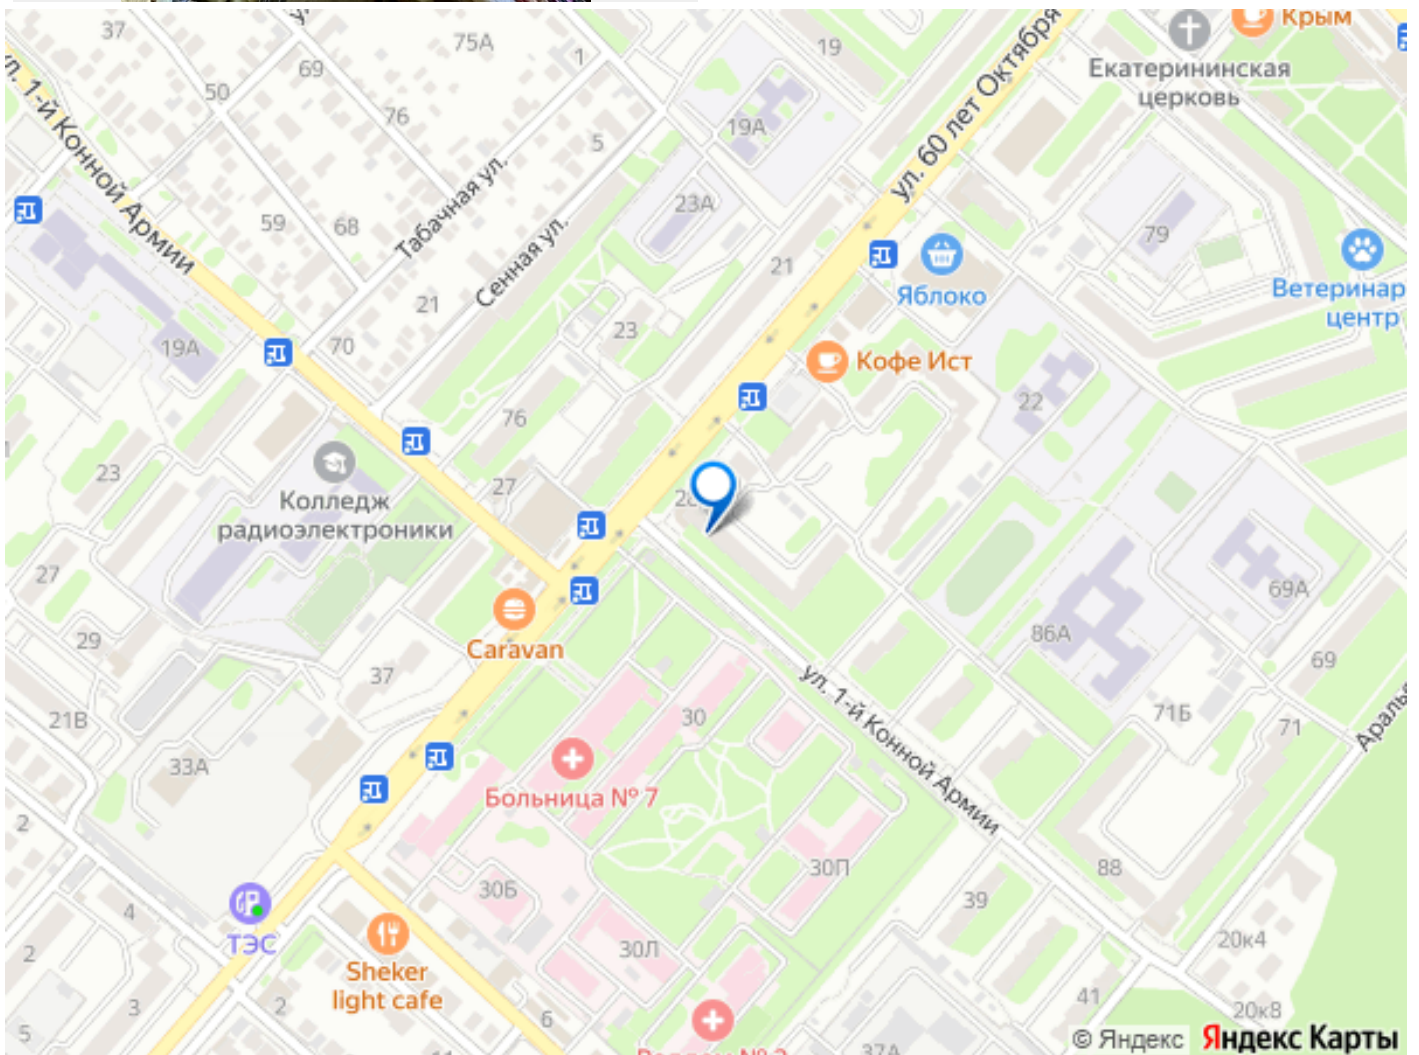 37
75А
1
19
Крым
Екатерининская
церковь
ул. 60 лет Октября
69
50
76
5
19А
ул. 1-й Конной Армии
Табачная ул.
59
68
23А
79
Сенная ул.
21
Яблоко
Ветеринар
центр
21
23
19А
70
Кофе Ист
76
22
23
Колледж
радиоэлектроники
27
27
69А
29
Caravan
86А
69
37
ул. 1-й Конной Армии
30
71Б
71
21В
33А
Больница № 7
2
30Б
30П
88
4
39
ТЭС
30Л
20к4
2
Sheker
light cafe
3
2
6
41
20к8
5
37А
© Яндекс Яндекс Карты